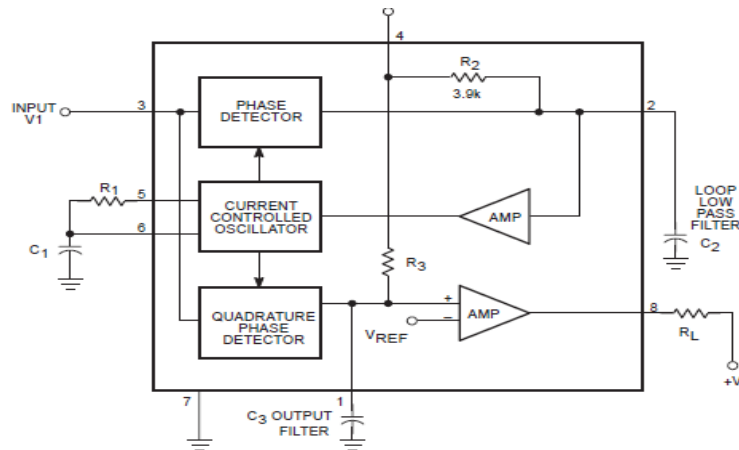 4
R2
3.9k
INPUT
V1
3
PHASE
DETECTOR
2
R1
5
6
C1
CURRENT
CONTROLLED
OSCILLATOR
AMP
LOOP
LOW
PASS
FILTER
C2
R3
QUADRATURE
PHASE
DETECTOR
+
–
VREF
AMP
8
RL
+V
7
1
C3 OUTPUT
FILTER